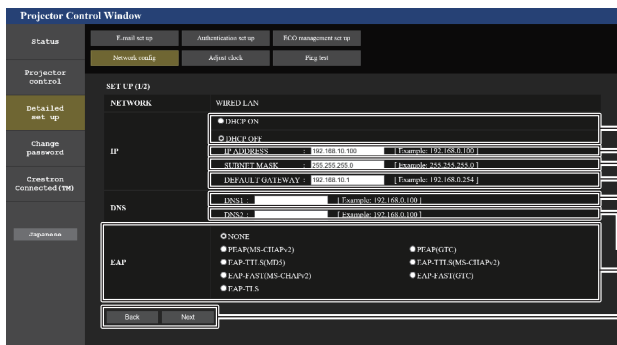 Projector Control Window
Status
Projector
control
Detailed
set up
Change
password
Crestron
Connected(TM)
Japanese
E-mail set up
Authentication set up
ECO management set up
Network config
Adjust clock
Ping test
SET UP (1/2)
NETWORK WIRED LAN
IP
DHCP ON
DHCP OFF
IP ADDRESS : 192.168.10.100 [ Example: 192.168.0.100 ]
SUBNET MASK : 255.255.255.0 [ Example: 255.255.255.0 ]
DEFAULT GATEWAY : 192.168.10.1 [ Example: 192.168.0.254 ]
DNS
DNS1 : [ Example: 192.168.0.100 ]
DNS2 : [ Example: 192.168.0.100 ]
EAP
NONE
PEAP(MS-CHAPv2) PEAP(GTC)
EAP-TTLS(MD5) EAP-TTLS(MS-CHAPv2)
EAP-FAST(MS-CHAPv2) EAP-FAST(GTC)
EAP-TLS
Back Next